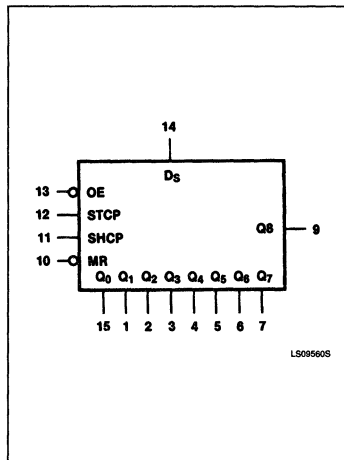 14
D_S
13 OE
12 STCP
Q8 9
11 SHCP
10 MR
Q0 Q1 Q2 Q3 Q4 Q5 Q6 Q7
15 1 2 3 4 5 6 7
LS09560S